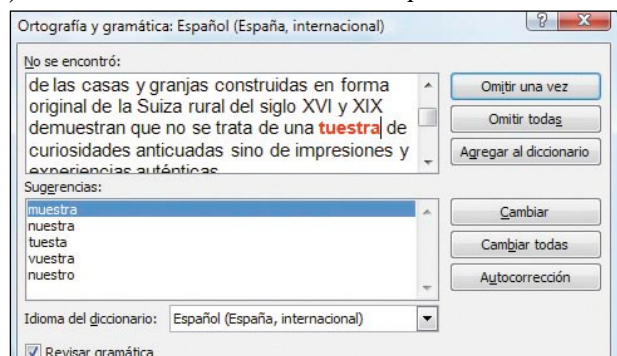 Ortografía y gramática: Español (España, internacional)
No se encontró:
de las casas y granjas construidas en forma
original de la Suiza rural del siglo XVI y XIX
demuestran que no se trata de una tuestra de
curiosidades anticuadas sino de impresiones y
experiencias auténticas
Omitir una vez
Omitir todas
Agregar al diccionario
Sugerencias:
muestra
nuestra
tuesta
vuestra
nuestro
Cambiar
Cambiar todas
Autocorrección
Idioma del diccionario: Español (España, internacional)
Revisar gramática